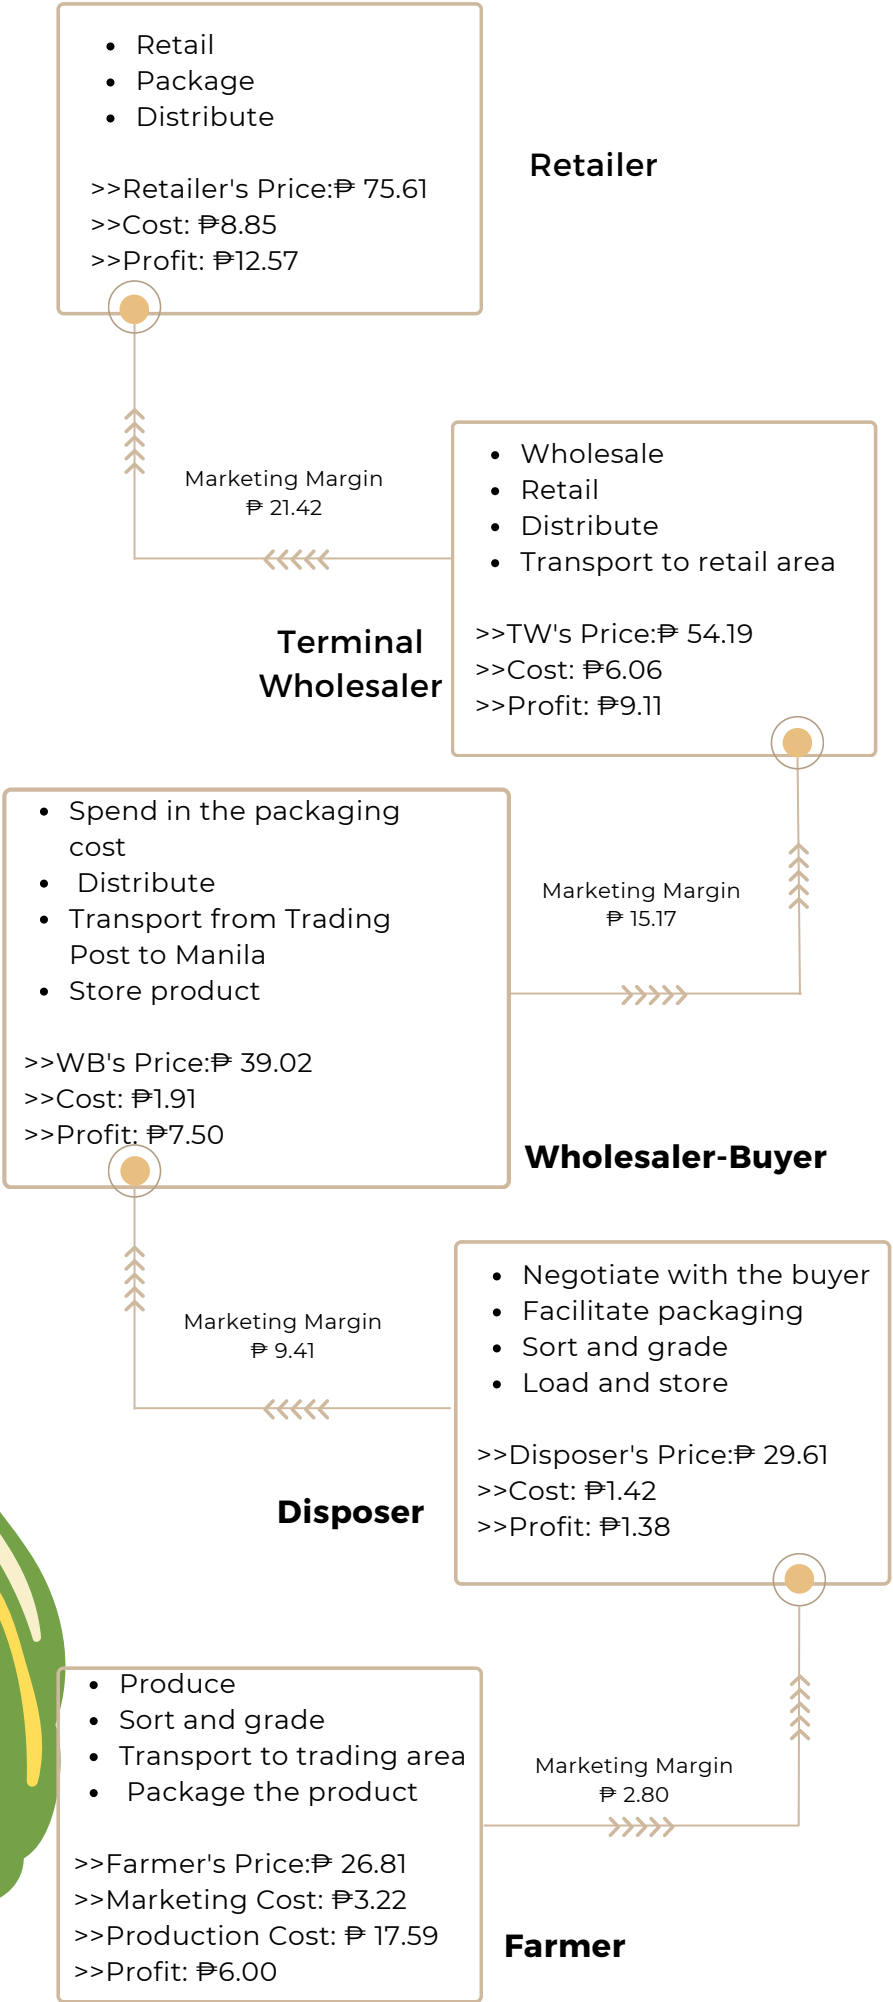 • Retail
• Package
• Distribute
>>Retailer's Price:₱ 75.61
>>Cost: ₱8.85
>>Profit: ₱12.57
Retailer
Marketing Margin
₱ 21.42
• Wholesale
• Retail
• Distribute
• Transport to retail area
>>TW's Price:₱ 54.19
>>Cost: ₱6.06
>>Profit: ₱9.11
Terminal
Wholesaler
• Spend in the packaging
cost
• Distribute
• Transport from Trading
Post to Manila
• Store product
>>WB's Price:₱ 39.02
>>Cost: ₱1.91
>>Profit: ₱7.50
Marketing Margin
₱ 15.17
Wholesaler-Buyer
Marketing Margin
₱ 9.41
• Negotiate with the buyer
• Facilitate packaging
• Sort and grade
• Load and store
>>Disposer's Price:₱ 29.61
>>Cost: ₱1.42
>>Profit: ₱1.38
Disposer
• Produce
• Sort and grade
• Transport to trading area
• Package the product
>>Farmer's Price:₱ 26.81
>>Marketing Cost: ₱3.22
>>Production Cost: ₱ 17.59
>>Profit: ₱6.00
Marketing Margin
₱ 2.80
Farmer